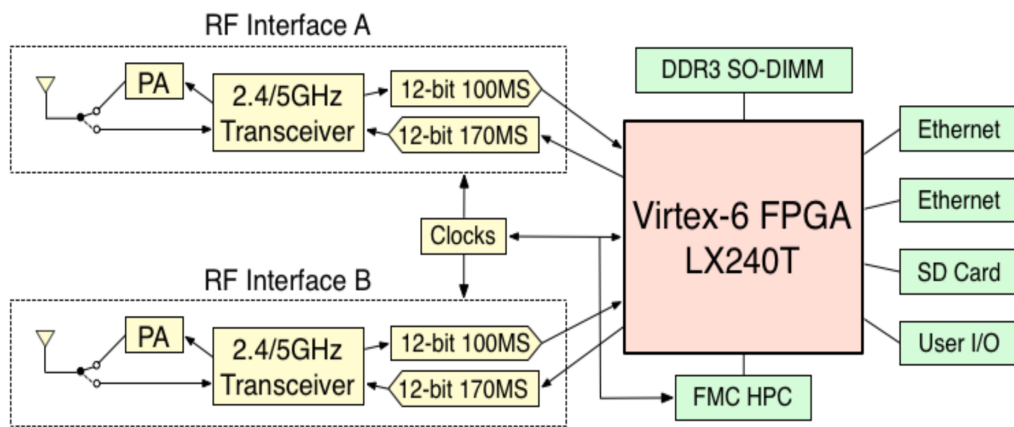 RF Interface A
PA
2.4/5GHz
Transceiver
12-bit 100MS
12-bit 170MS
DDR3 SO-DIMM
Ethernet
Ethernet
Virtex-6 FPGA
LX240T
Clocks
SD Card
User I/O
RF Interface B
PA
2.4/5GHz
Transceiver
12-bit 100MS
12-bit 170MS
FMC HPC